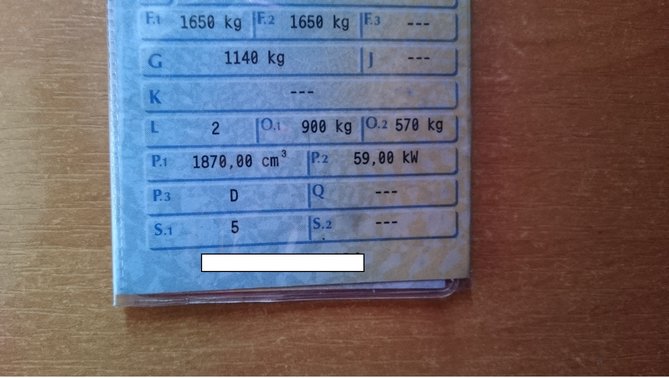 F.1 1650 kg F.2 1650 kg F.3 ---
G 1140 kg J ---
K ---
L 2 O.1 900 kg O.2 570 kg
P.1 1870,00 cm³ P.2 59,00 kW
P.3 D Q ---
S.1 5 S.2 ---